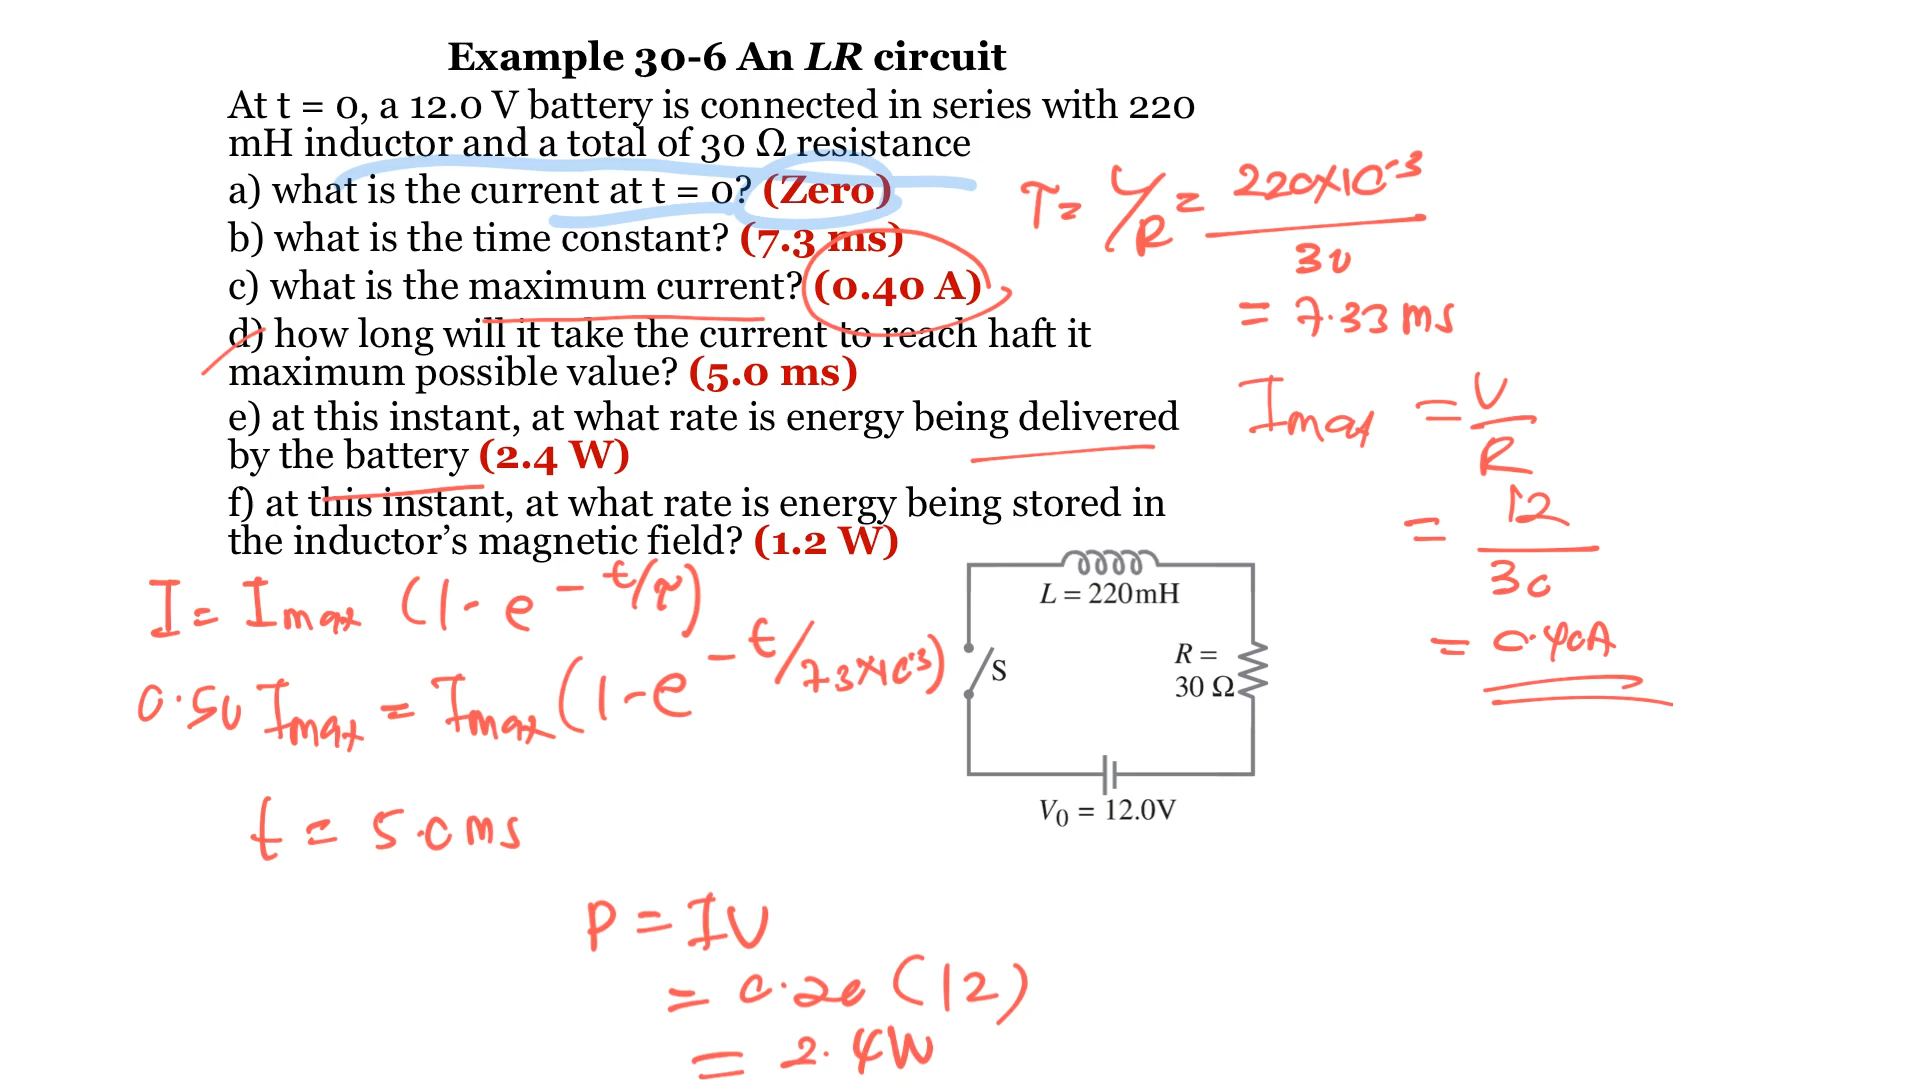 Example 30-6 An LR circuit
At t = 0, a 12.0 V battery is connected in series with 220
mH inductor and a total of 30 Ω resistance
a) what is the current at t = 0? (Zero)
b) what is the time constant? (7.3 ms)
c) what is the maximum current? (0.40 A)
d) how long will it take the current to reach haft it
maximum possible value? (5.0 ms)
e) at this instant, at what rate is energy being delivered
by the battery (2.4 W)
f) at this instant, at what rate is energy being stored in
the inductor's magnetic field? (1.2 W)
τ = L/R = 220×10⁻³ / 30
= 7.33 ms
Imax = V/R
= 12 / 30
= 0.40A
I = Imax (1 - e^-t/τ)
0.50 Imax = Imax (1 - e^-t/7.3×10⁻³)
t = 5.0 ms
P = IV
= 0.20 (12)
= 2.4W
L = 220mH
S
R =
30 Ω
V₀ = 12.0V